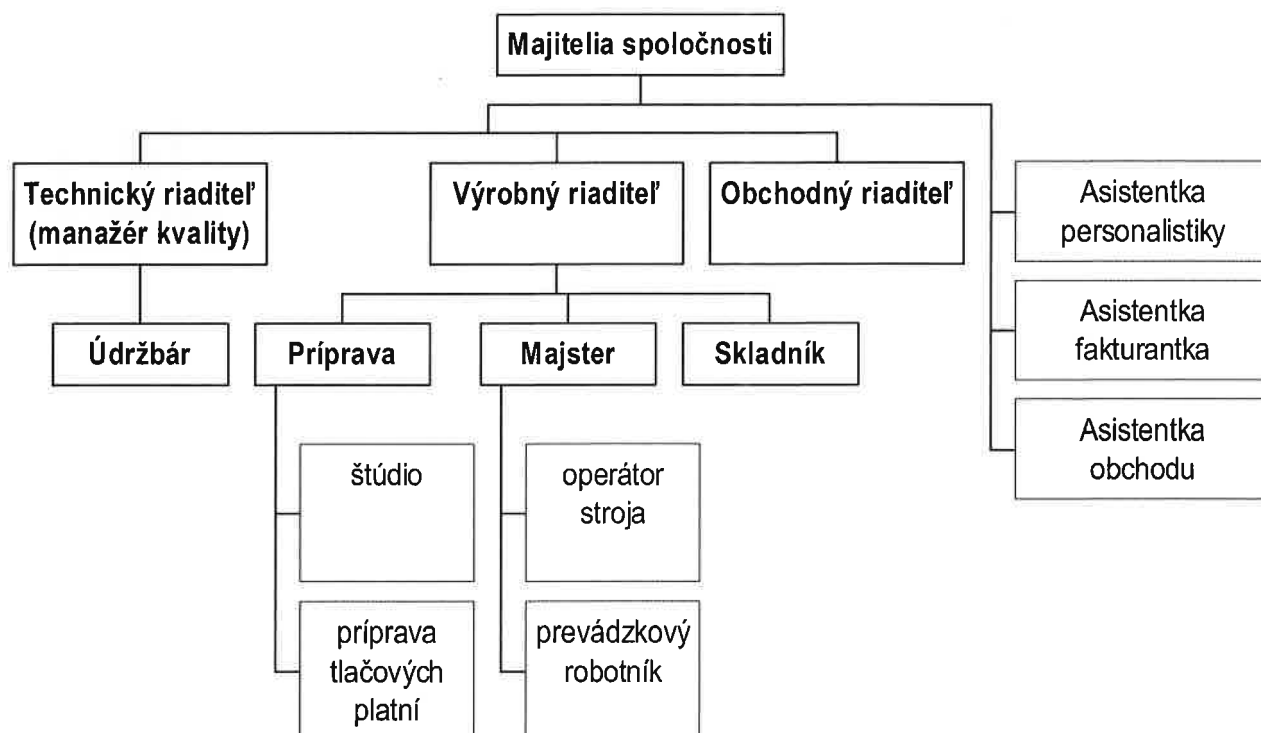 Majitelia spoločnosti
Technický riaditeľ
(manažér kvality)
Výrobný riaditeľ
Obchodný riaditeľ
Asistentka
personalistiky
Asistentka
fakturantka
Asistentka
obchodu
Údržbár
Príprava
Majster
Skladník
štúdio
operátor
stroja
príprava
tlačových
platní
prevádzkový
robotník